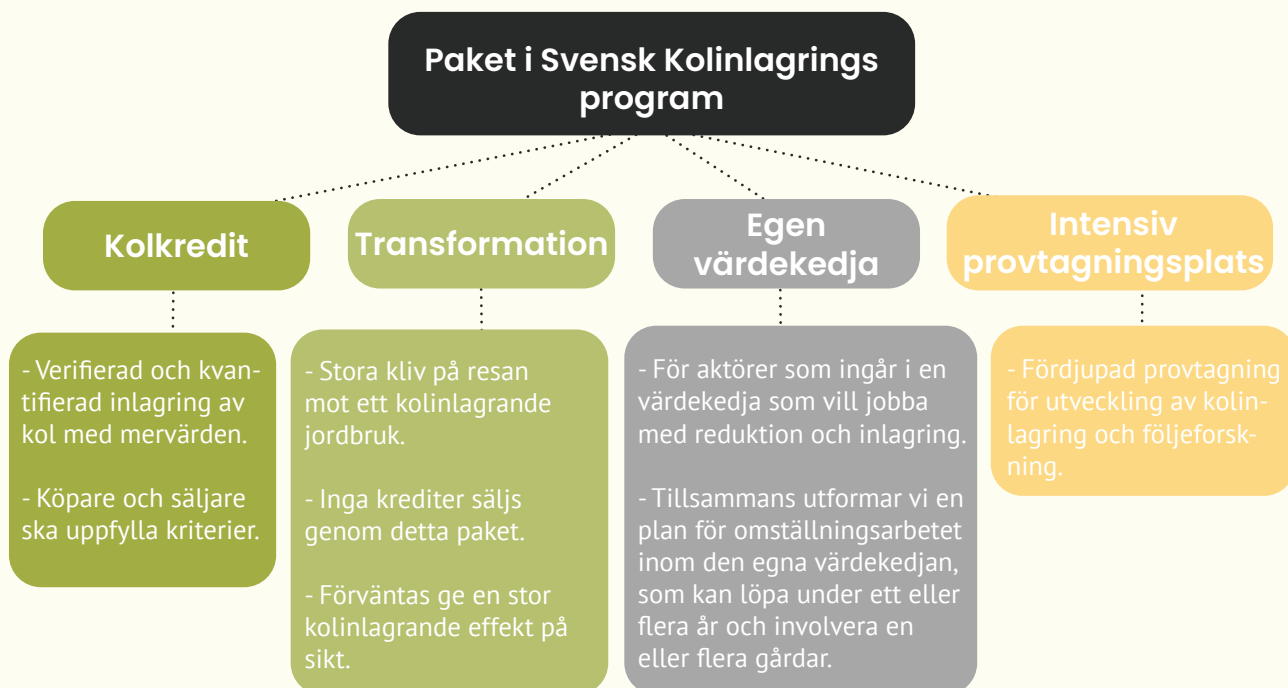 Paket i Svensk Kolinlagrings
program
Kolkredit
- Verifierad och kvan-
tifierad inlagring av
kol med mervärden.
- Köpare och säljare
ska uppfylla kriterier.
Transformation
- Stora kliv på resan
mot ett kolinlagrande
jordbruk.
- Inga krediter säljs
genom detta paket.
- Förväntas ge en stor
kolinlagrande effekt på
sikt.
Egen
värdekedja
- För aktörer som ingår i en
värdekedja som vill jobba
med reduktion och inlagring.
- Tillsammans utformar vi en
plan för omställningsarbetet
inom den egna värdekedjan,
som kan löpa under ett eller
flera år och involvera en
eller flera gårdar.
Intensiv
provtagningsplats
- Fördjupad provtagning
för utveckling av kolin-
lagring och följeforsk-
ning.